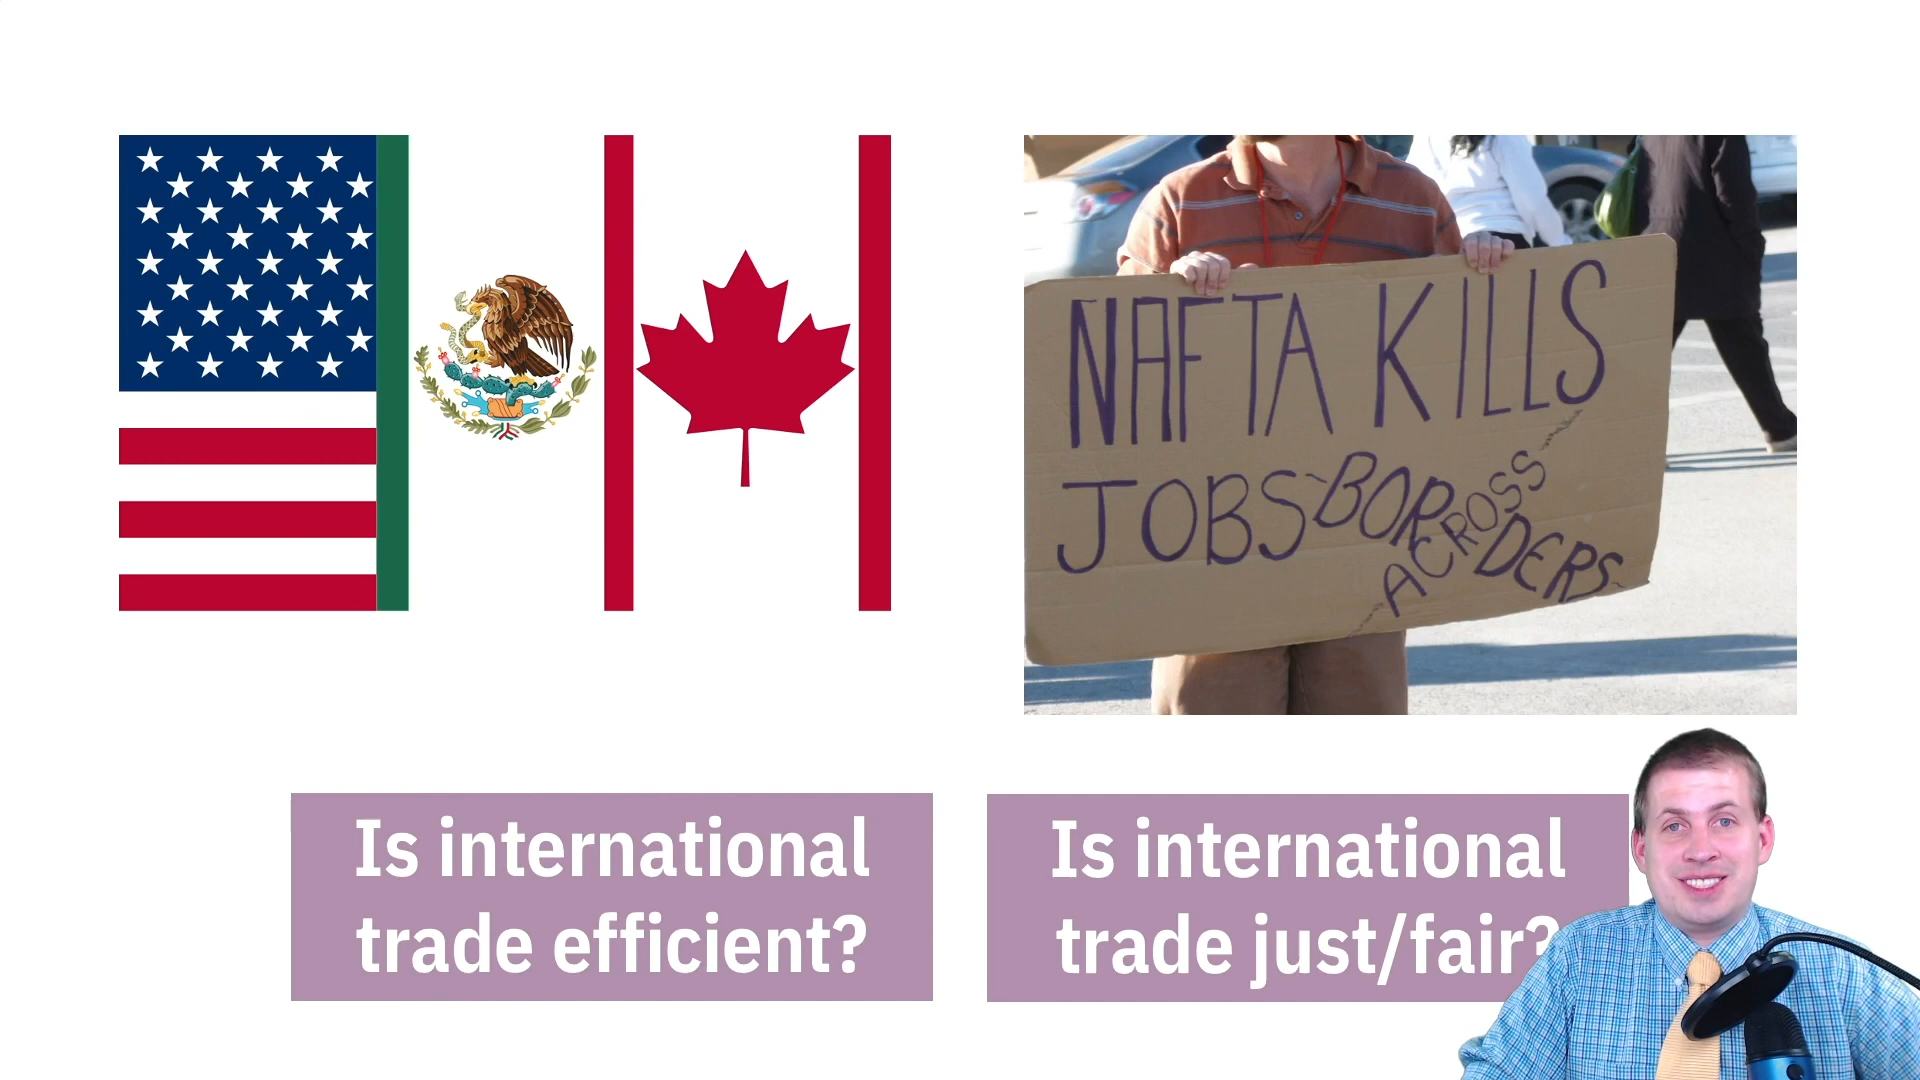 NAFTA KILLS
JOBS-BORDERS
ACROSS
Is international
trade efficient?
Is international
trade just/fair?